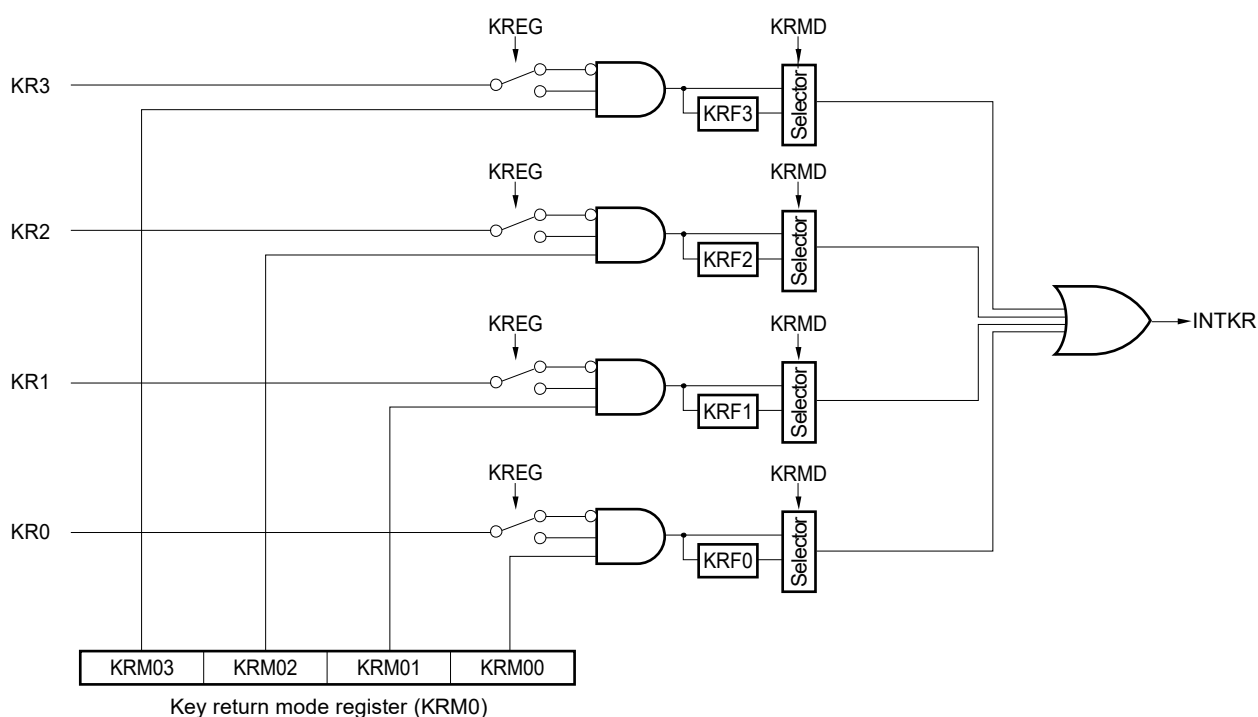 KREG
KRMD
KR3
KRF3
Selector
KREG
KRMD
KR2
KRF2
Selector
KREG
KRMD
KR1
KRF1
Selector
KREG
KRMD
KR0
KRF0
Selector
INTKR
KRM03 KRM02 KRM01 KRM00
Key return mode register (KRM0)